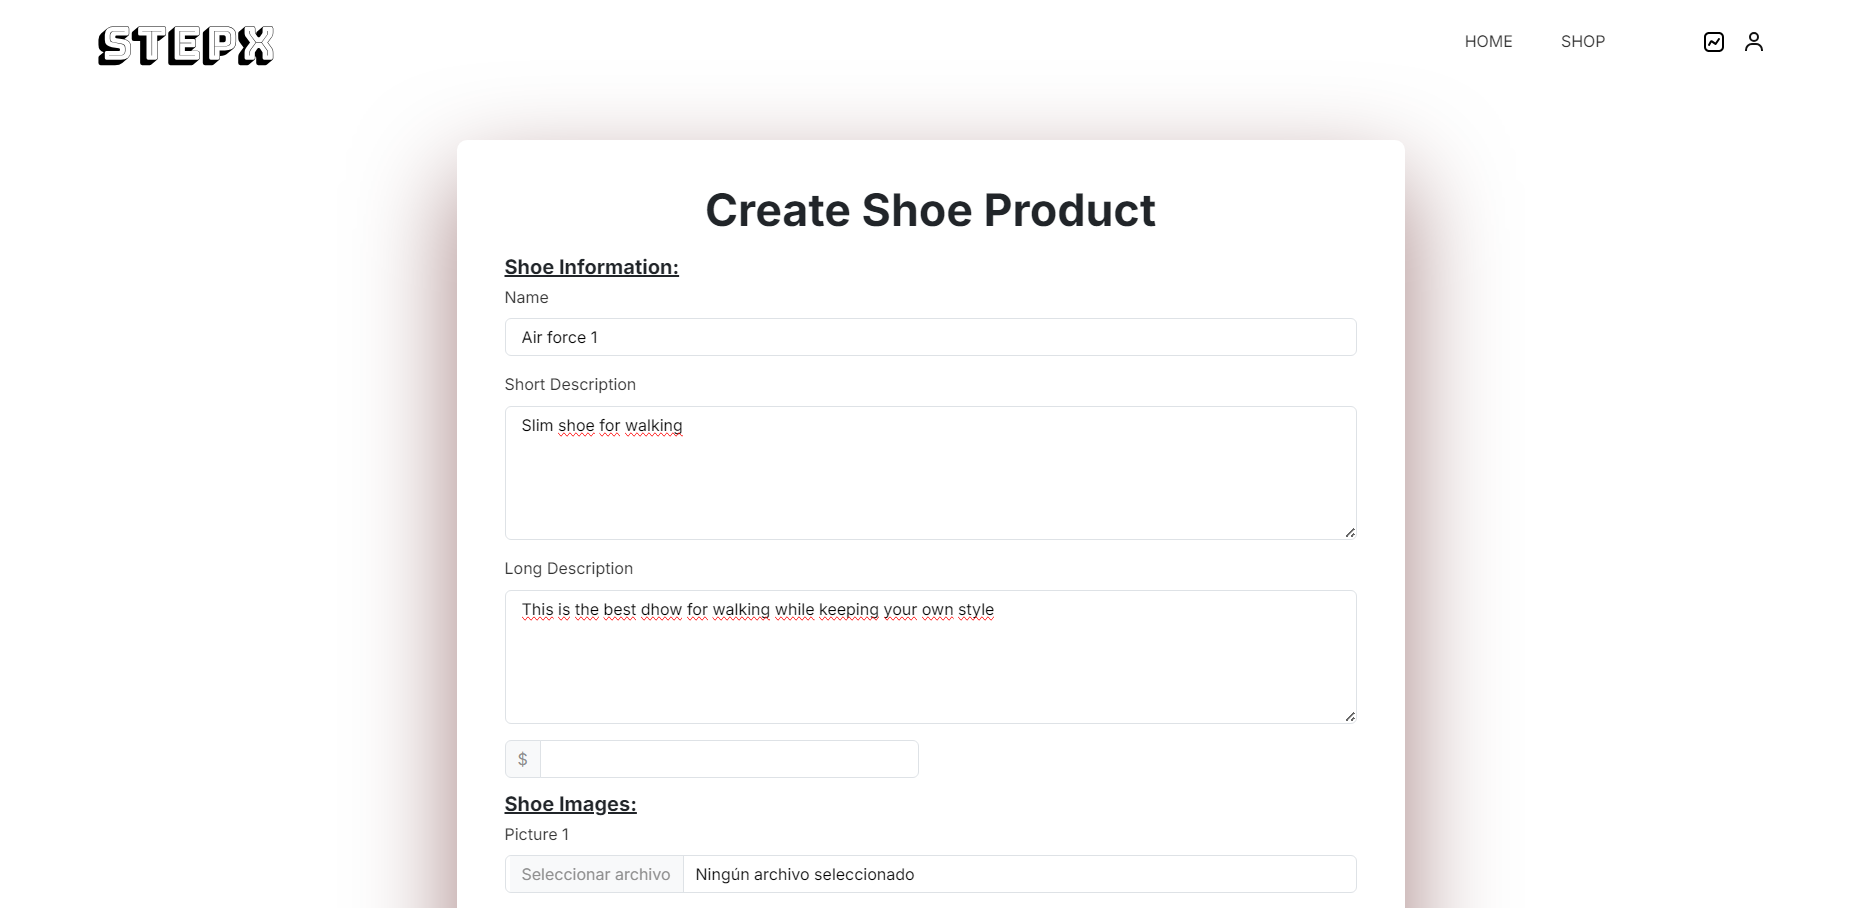 STEPX
HOME SHOP
Create Shoe Product
Shoe Information:
Name
Air force 1
Short Description
Slim shoe for walking
Long Description
This is the best dhow for walking while keeping your own style
$
Shoe Images:
Picture 1
Seleccionar archivo Ningún archivo seleccionado